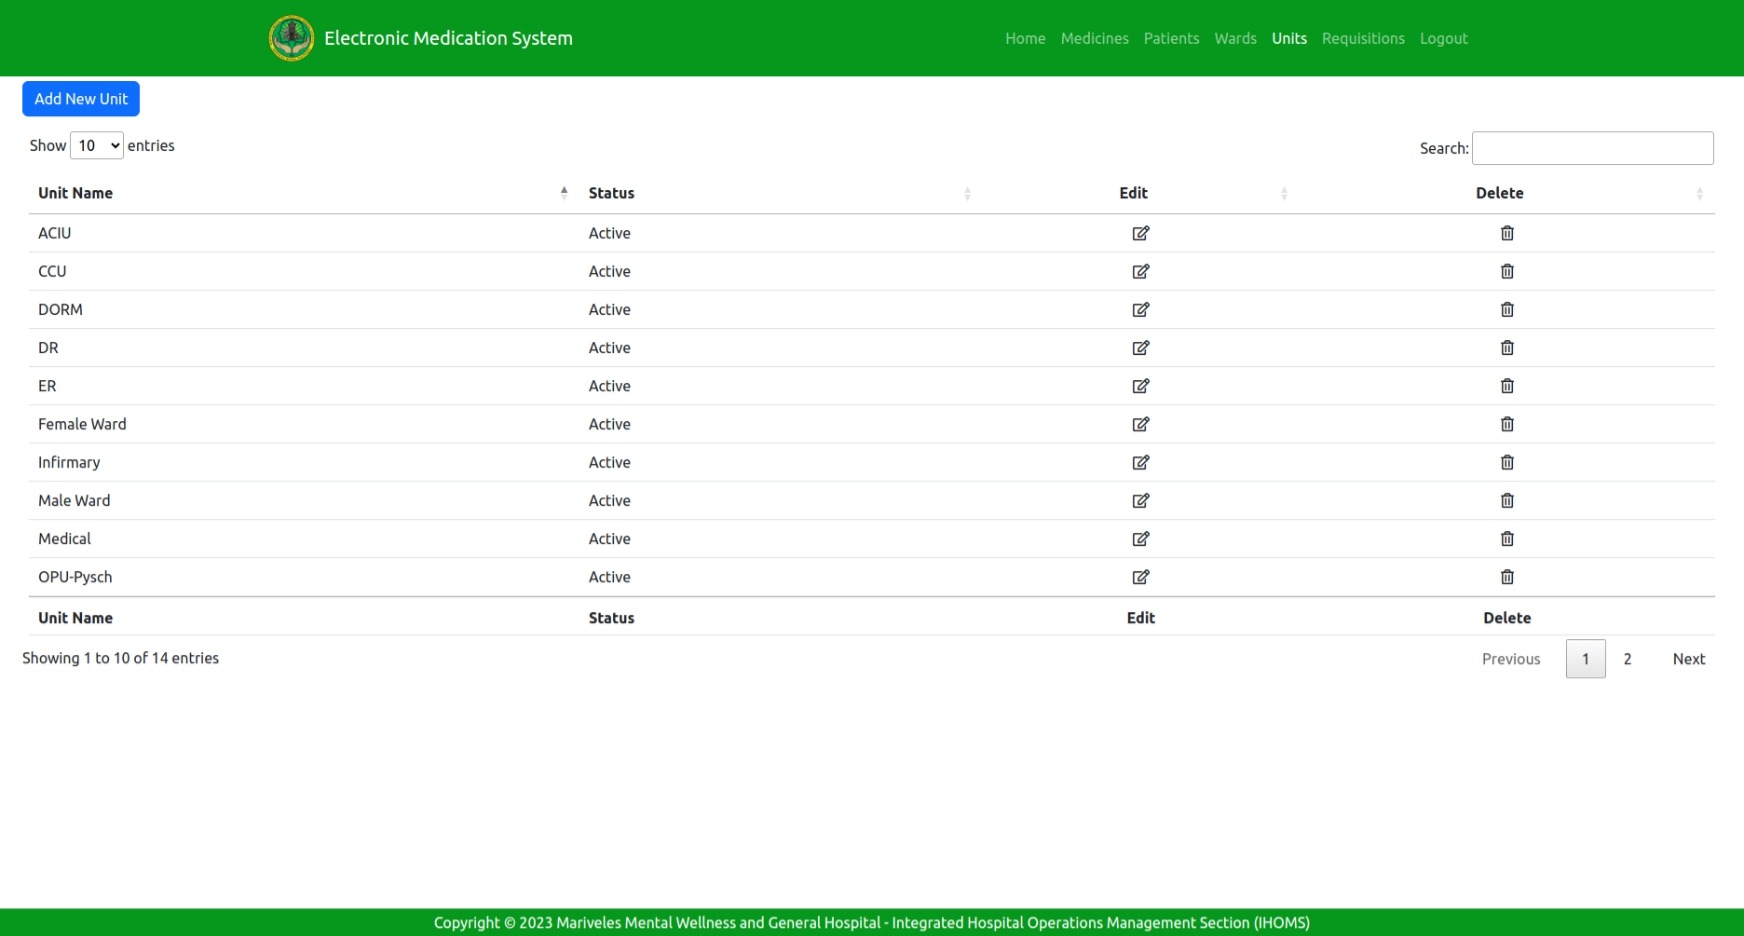 Electronic Medication System
Home Medicines Patients Wards Units Requisitions Logout
Add New Unit
Show 10 entries
Search:
Unit Name Status Edit Delete
ACIU Active
CCU Active
DORM Active
DR Active
ER Active
Female Ward Active
Infirmary Active
Male Ward Active
Medical Active
OPU-Pysch Active
Unit Name Status Edit Delete
Showing 1 to 10 of 14 entries
Previous 1 2 Next
Copyright © 2023 Mariveles Mental Wellness and General Hospital - Integrated Hospital Operations Management Section (IHOMS)